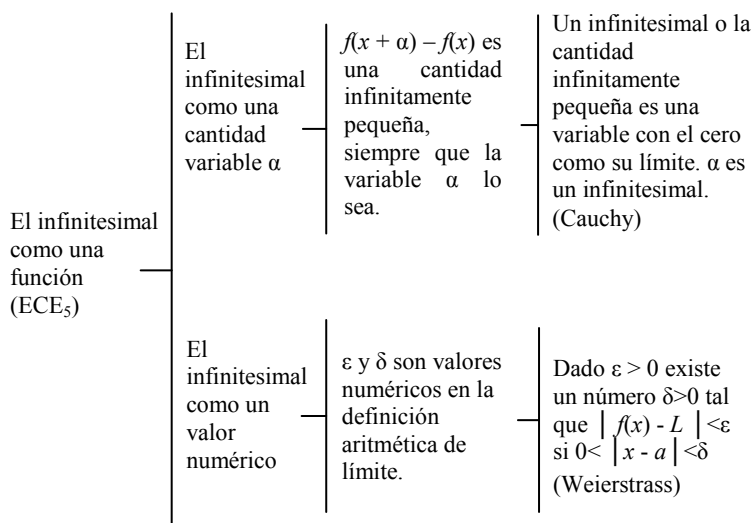 El infinitesimal
como una
función
(ECE₅)
El
infinitesimal
como una
cantidad
variable α
f(x + α) – f(x) es
una cantidad
infinitamente
pequeña,
siempre que la
variable α lo
sea.
Un infinitesimal o la
cantidad
infinitamente
pequeña es una
variable con el cero
como su límite. α es
un infinitesimal.
(Cauchy)
El
infinitesimal
como un
valor
numérico
ε y δ son valores
numéricos en la
definición
aritmética de
límite.
Dado ε > 0 existe
un número δ>0 tal
que | f(x) - L | <ε
si 0< | x - a | <δ
(Weierstrass)